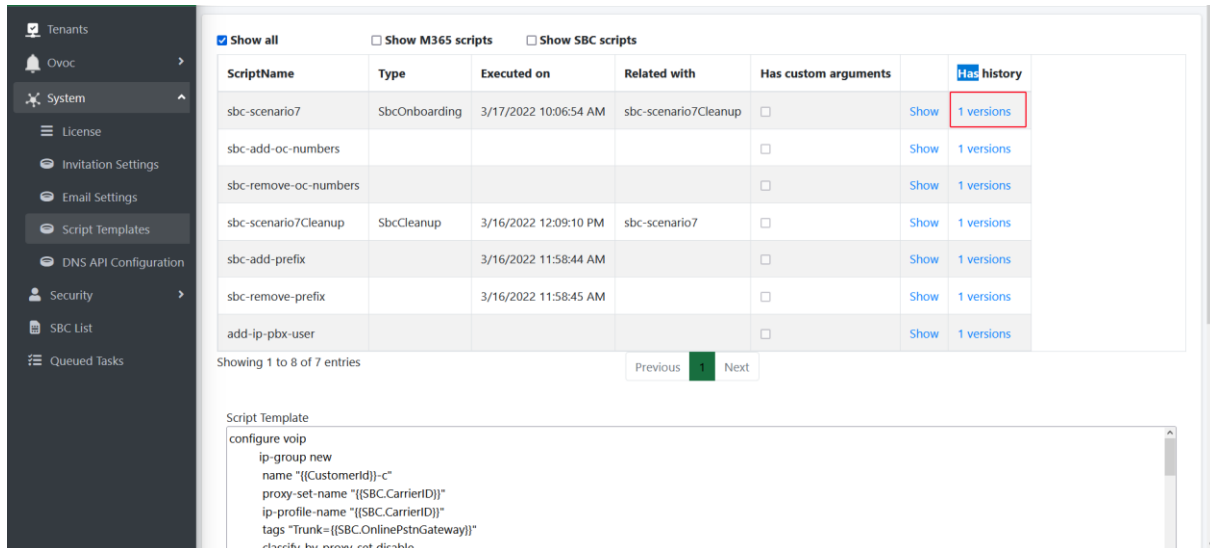 Tenants
Ovoc
System
License
Invitation Settings
Email Settings
Script Templates
DNS API Configuration
Security
SBC List
Queued Tasks
Show all Show M365 scripts Show SBC scripts
ScriptName Type Executed on Related with Has custom arguments Has history
sbc-scenario7 SbcOnboarding 3/17/2022 10:06:54 AM sbc-scenario7Cleanup Show 1 versions
sbc-add-oc-numbers Show 1 versions
sbc-remove-oc-numbers Show 1 versions
sbc-scenario7Cleanup SbcCleanup 3/16/2022 12:09:10 PM sbc-scenario7 Show 1 versions
sbc-add-prefix 3/16/2022 11:58:44 AM Show 1 versions
sbc-remove-prefix 3/16/2022 11:58:45 AM Show 1 versions
add-ip-pbx-user Show 1 versions
Showing 1 to 8 of 7 entries Previous 1 Next
Script Template
configure voip
ip-group new
name "{{CustomerId}}-c"
proxy-set-name "{{SBC.CarrierID}}"
ip-profile-name "{{SBC.CarrierID}}"
tags "Trunk={{SBC.OnlinePstnGateway}}"
classify-by-proxy-set disable